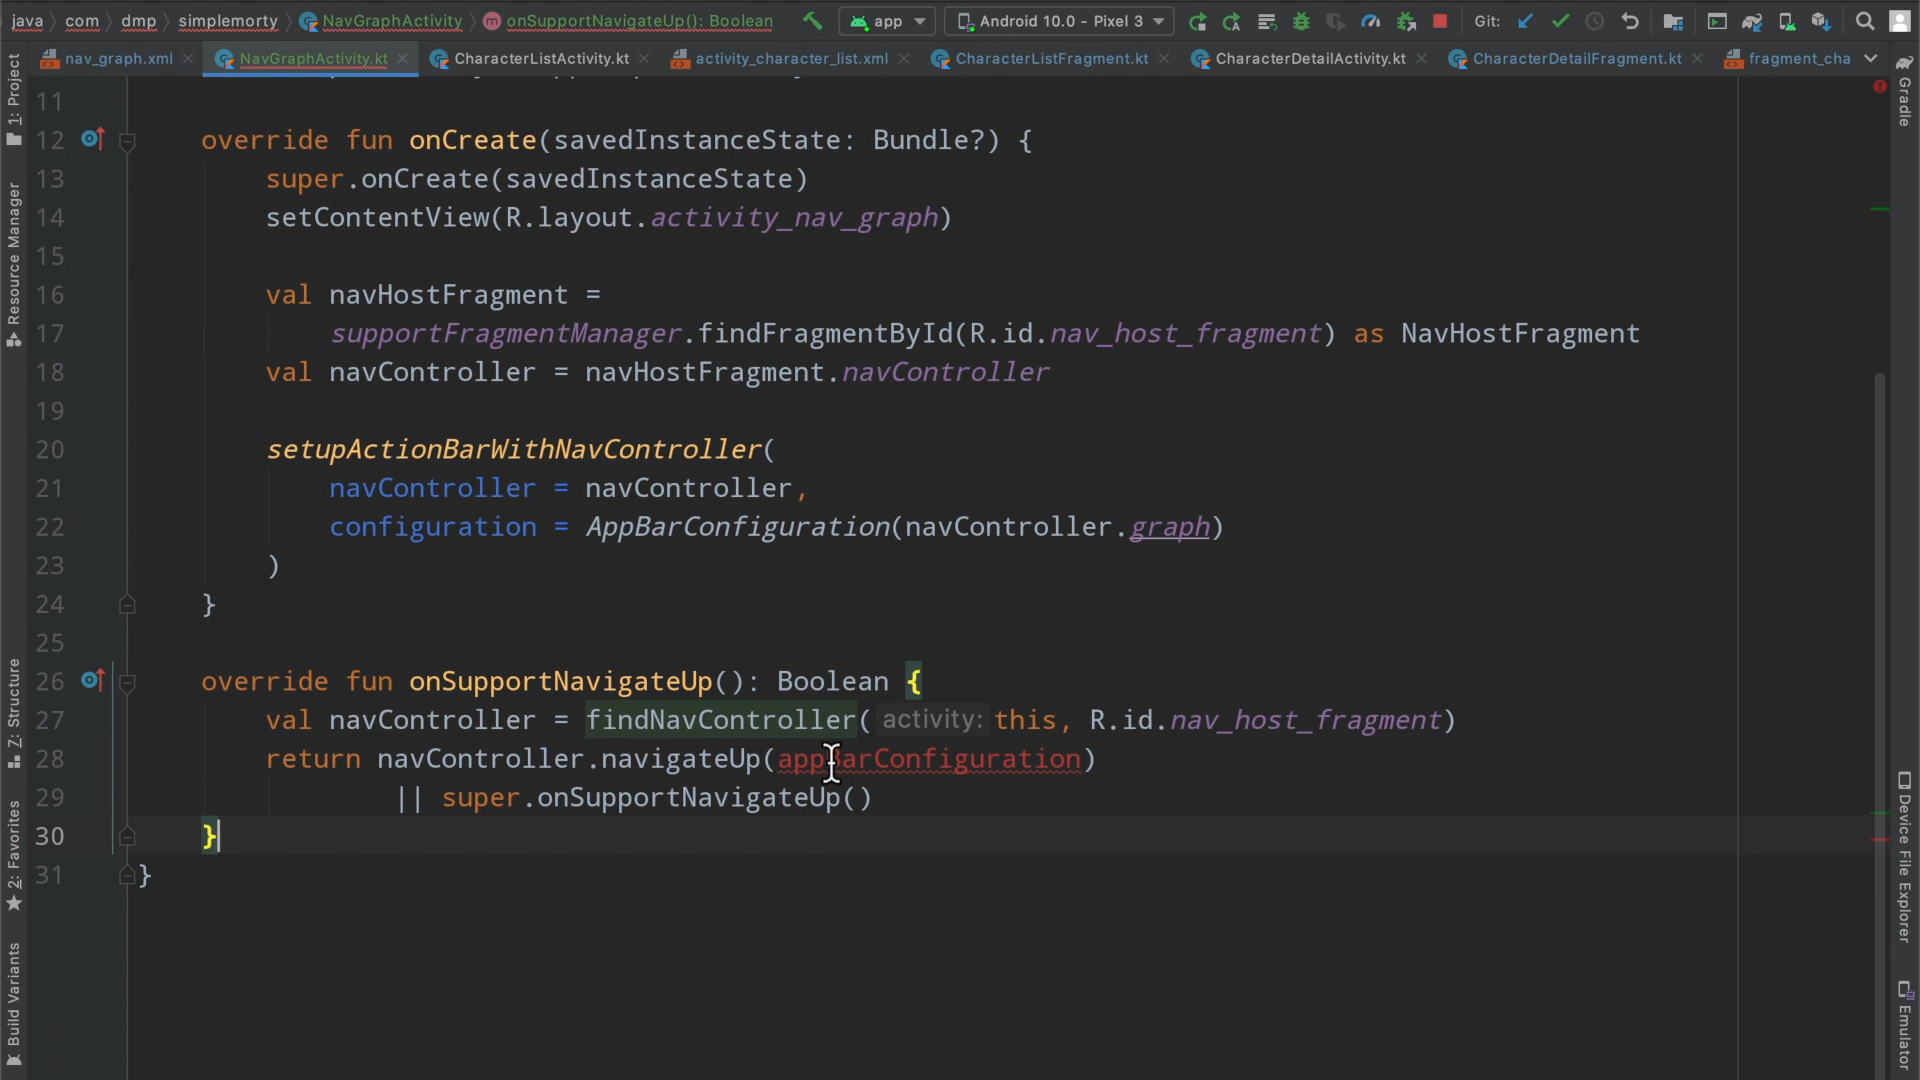 java com dmp simplemorty NavGraphActivity m onSupportNavigateUp(): Boolean app Android 10.0 - Pixel 3 Git:
nav_graph.xml NavGraphActivity.kt CharacterListActivity.kt activity_character_list.xml CharacterListFragment.kt CharacterDetailActivity.kt CharacterDetailFragment.kt fragment_cha
1: Project
Resource Manager
Z: Structure
2: Favorites
Build Variants
11
12 override fun onCreate(savedInstanceState: Bundle?) {
13 super.onCreate(savedInstanceState)
14 setContentView(R.layout.activity_nav_graph)
15
16 val navHostFragment =
17 supportFragmentManager.findFragmentById(R.id.nav_host_fragment) as NavHostFragment
18 val navController = navHostFragment.navController
19
20 setupActionBarWithNavController(
21 navController = navController,
22 configuration = AppBarConfiguration(navController.graph)
23 )
24 }
25
26 override fun onSupportNavigateUp(): Boolean {
27 val navController = findNavController( activity: this, R.id.nav_host_fragment)
28 return navController.navigateUp(appBarConfiguration)
29 || super.onSupportNavigateUp()
30 }
31 }
Gradle
Device File Explorer
Emulator